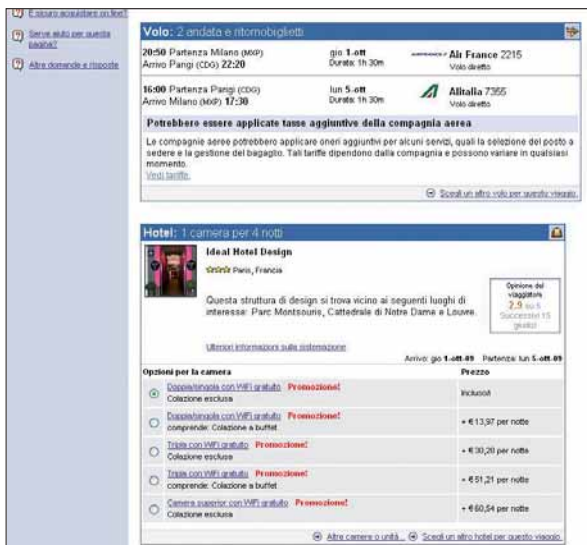 E sicuro acquistare on line?
Serve aiuto per questa
pagina?
Altre domande e risposte
Volo: 2 andata e ritornobiglietti
20:50 Partenza Milano (MXP)
Arrivo Parigi (CDG) 22:20
gio 1-ott
Durata: 1h 30m
AIRFRANCE Air France 2215
Volo diretto
16:00 Partenza Parigi (CDG)
Arrivo Milano (MXP) 17:30
lun 5-ott
Durata: 1h 30m
Alitalia 7355
Volo diretto
Potrebbero essere applicate tasse aggiuntive della compagnia aerea
Le compagnie aeree potrebbero applicare oneri aggiuntivi per alcuni servizi, quali la selezione del posto a
sedere e la gestione del bagaglio. Tali tariffe dipendono dalla compagnia e possono variare in qualsiasi
momento.
Vedi tariffe.
Scegli un altro volo per questo viaggio.
Hotel: 1 camera per 4 notti
Ideal Hotel Design
Paris, Francia
Questa struttura di design si trova vicino ai seguenti luoghi di
interesse: Parc Montsouris, Cattedrale di Notre Dame e Louvre.
Opinione del
viaggiatore
2,9 su 5
Successivi 15
giudizi
Ulteriori informazioni sulla sistemazione
Arrivo: gio 1-ott-09 Partenza: lun 5-ott-09
Opzioni per la camera Prezzo
Doppia/singola con WiFi gratuito Promozione!
Colazione esclusa
Inclusoit
Doppia/singola con WiFi gratuito Promozione!
comprende: Colazione a buffet
+ €13,97 per notte
Tripla con WiFi gratuito Promozione!
Colazione esclusa
+ €30,20 per notte
Tripla con WiFi gratuito Promozione!
comprende: Colazione a buffet
+ €51,21 per notte
Camera superior con WiFi gratuito Promozione!
Colazione esclusa
+ €60,54 per notte
Altre camere o unità... Scegli un altro hotel per questo viaggio.